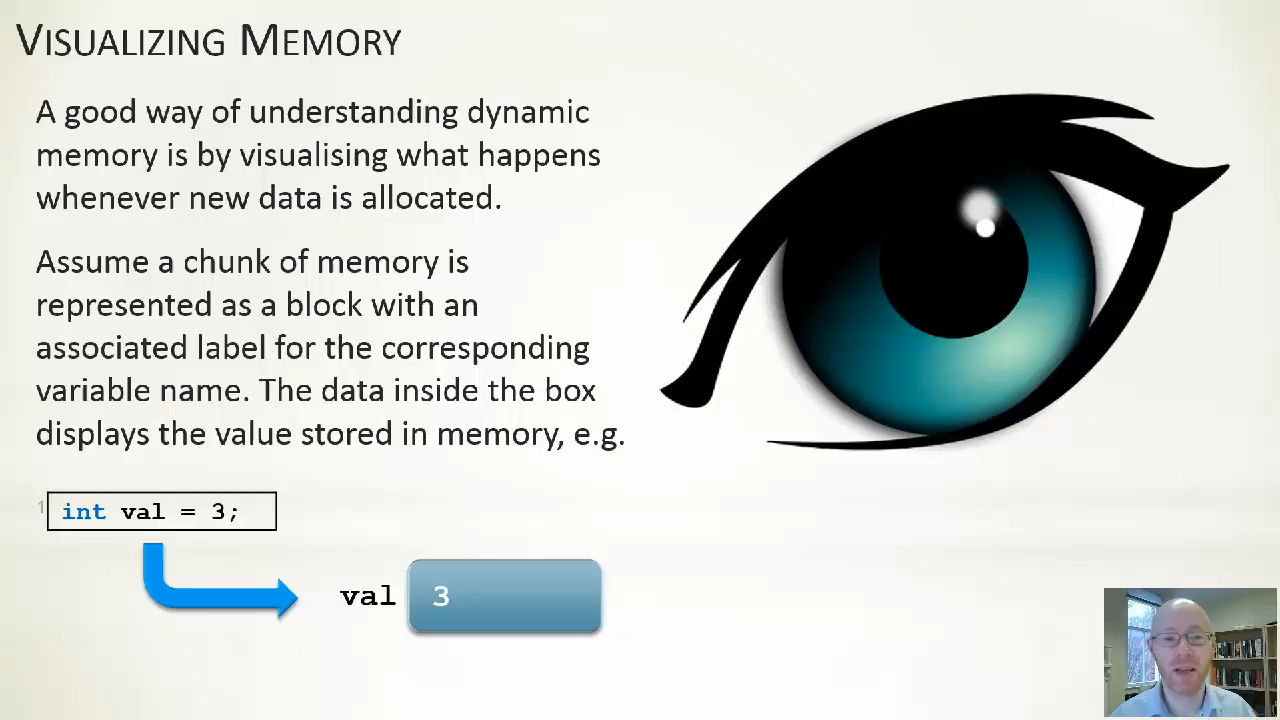 VISUALIZING MEMORY
A good way of understanding dynamic
memory is by visualising what happens
whenever new data is allocated.
Assume a chunk of memory is
represented as a block with an
associated label for the corresponding
variable name. The data inside the box
displays the value stored in memory, e.g.
1 int val = 3;
val 3